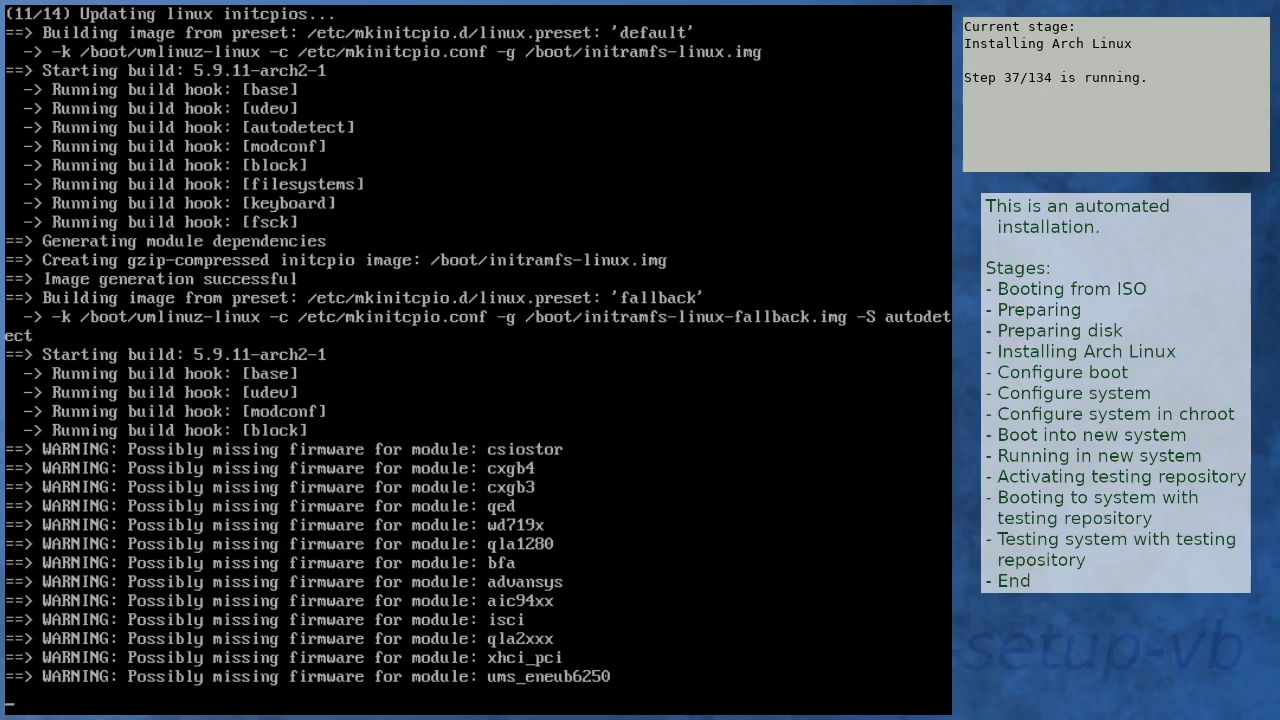 (11/14) Updating linux initcpios...
==> Building image from preset: /etc/mkinitcpio.d/linux.preset: 'default'
  -> -k /boot/vmlinuz-linux -c /etc/mkinitcpio.conf -g /boot/initramfs-linux.img
==> Starting build: 5.9.11-arch2-1
  -> Running build hook: [base]
  -> Running build hook: [udev]
  -> Running build hook: [autodetect]
  -> Running build hook: [modconf]
  -> Running build hook: [block]
  -> Running build hook: [filesystems]
  -> Running build hook: [keyboard]
  -> Running build hook: [fsck]
==> Generating module dependencies
==> Creating gzip-compressed initcpio image: /boot/initramfs-linux.img
==> Image generation successful
==> Building image from preset: /etc/mkinitcpio.d/linux.preset: 'fallback'
  -> -k /boot/vmlinuz-linux -c /etc/mkinitcpio.conf -g /boot/initramfs-linux-fallback.img -S autodet
ect
==> Starting build: 5.9.11-arch2-1
  -> Running build hook: [base]
  -> Running build hook: [udev]
  -> Running build hook: [modconf]
  -> Running build hook: [block]
==> WARNING: Possibly missing firmware for module: csiostor
==> WARNING: Possibly missing firmware for module: cxgb4
==> WARNING: Possibly missing firmware for module: cxgb3
==> WARNING: Possibly missing firmware for module: qed
==> WARNING: Possibly missing firmware for module: wd719x
==> WARNING: Possibly missing firmware for module: qla1280
==> WARNING: Possibly missing firmware for module: bfa
==> WARNING: Possibly missing firmware for module: advansys
==> WARNING: Possibly missing firmware for module: aic94xx
==> WARNING: Possibly missing firmware for module: isci
==> WARNING: Possibly missing firmware for module: qla2xxx
==> WARNING: Possibly missing firmware for module: xhci_pci
==> WARNING: Possibly missing firmware for module: ums_eneub6250
Current stage:
Installing Arch Linux
Step 37/134 is running.
This is an automated
installation.
Stages:
- Booting from ISO
- Preparing
- Preparing disk
- Installing Arch Linux
- Configure boot
- Configure system
- Configure system in chroot
- Boot into new system
- Running in new system
- Activating testing repository
- Booting to system with
testing repository
- Testing system with testing
repository
- End
-setup-vb